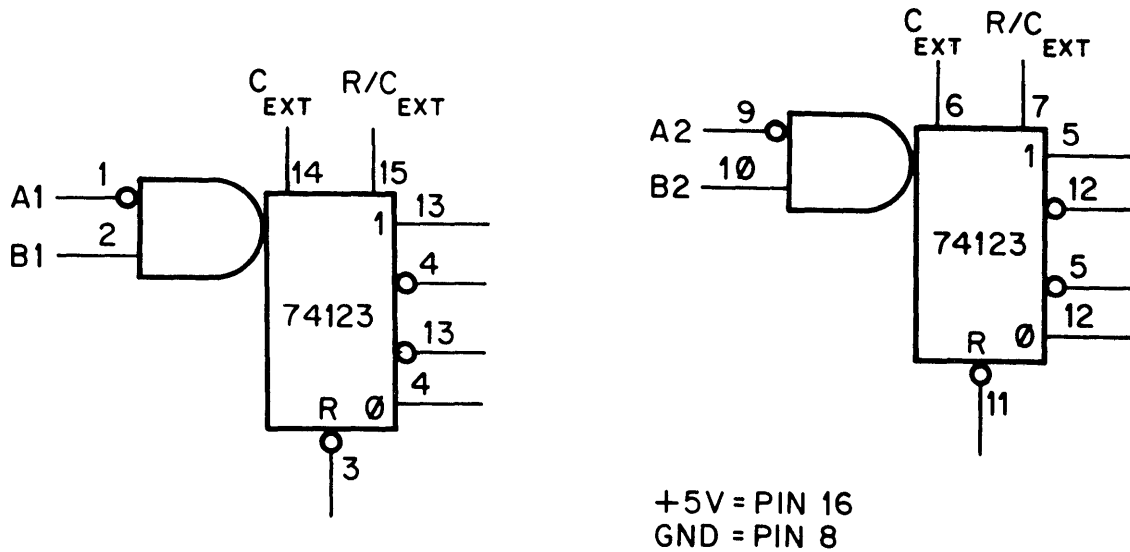 C
EXT
R/C
EXT
14
15
A1
1
B1
2
1
13
4
74123
13
4
R
Ø
3
C
EXT
R/C
EXT
6
7
A2
9
B2
1Ø
1
5
12
74123
5
12
R
Ø
11
+5V = PIN 16
GND = PIN 8